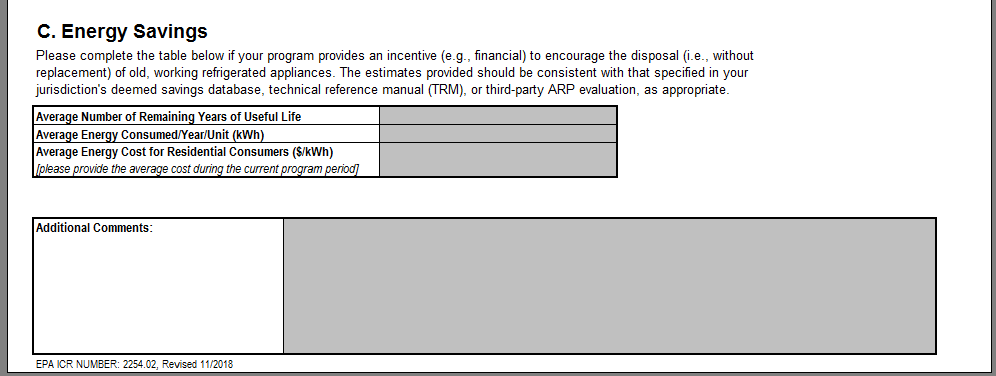 C. Energy Savings
Please complete the table below if your program provides an incentive (e.g., financial) to encourage the disposal (i.e., without
replacement) of old, working refrigerated appliances. The estimates provided should be consistent with that specified in your
jurisdiction's deemed savings database, technical reference manual (TRM), or third-party ARP evaluation, as appropriate.
Average Number of Remaining Years of Useful Life
Average Energy Consumed/Year/Unit (kWh)
Average Energy Cost for Residential Consumers ($/kWh)
[please provide the average cost during the current program period]
Additional Comments:
EPA ICR NUMBER: 2254.02, Revised 11/2018